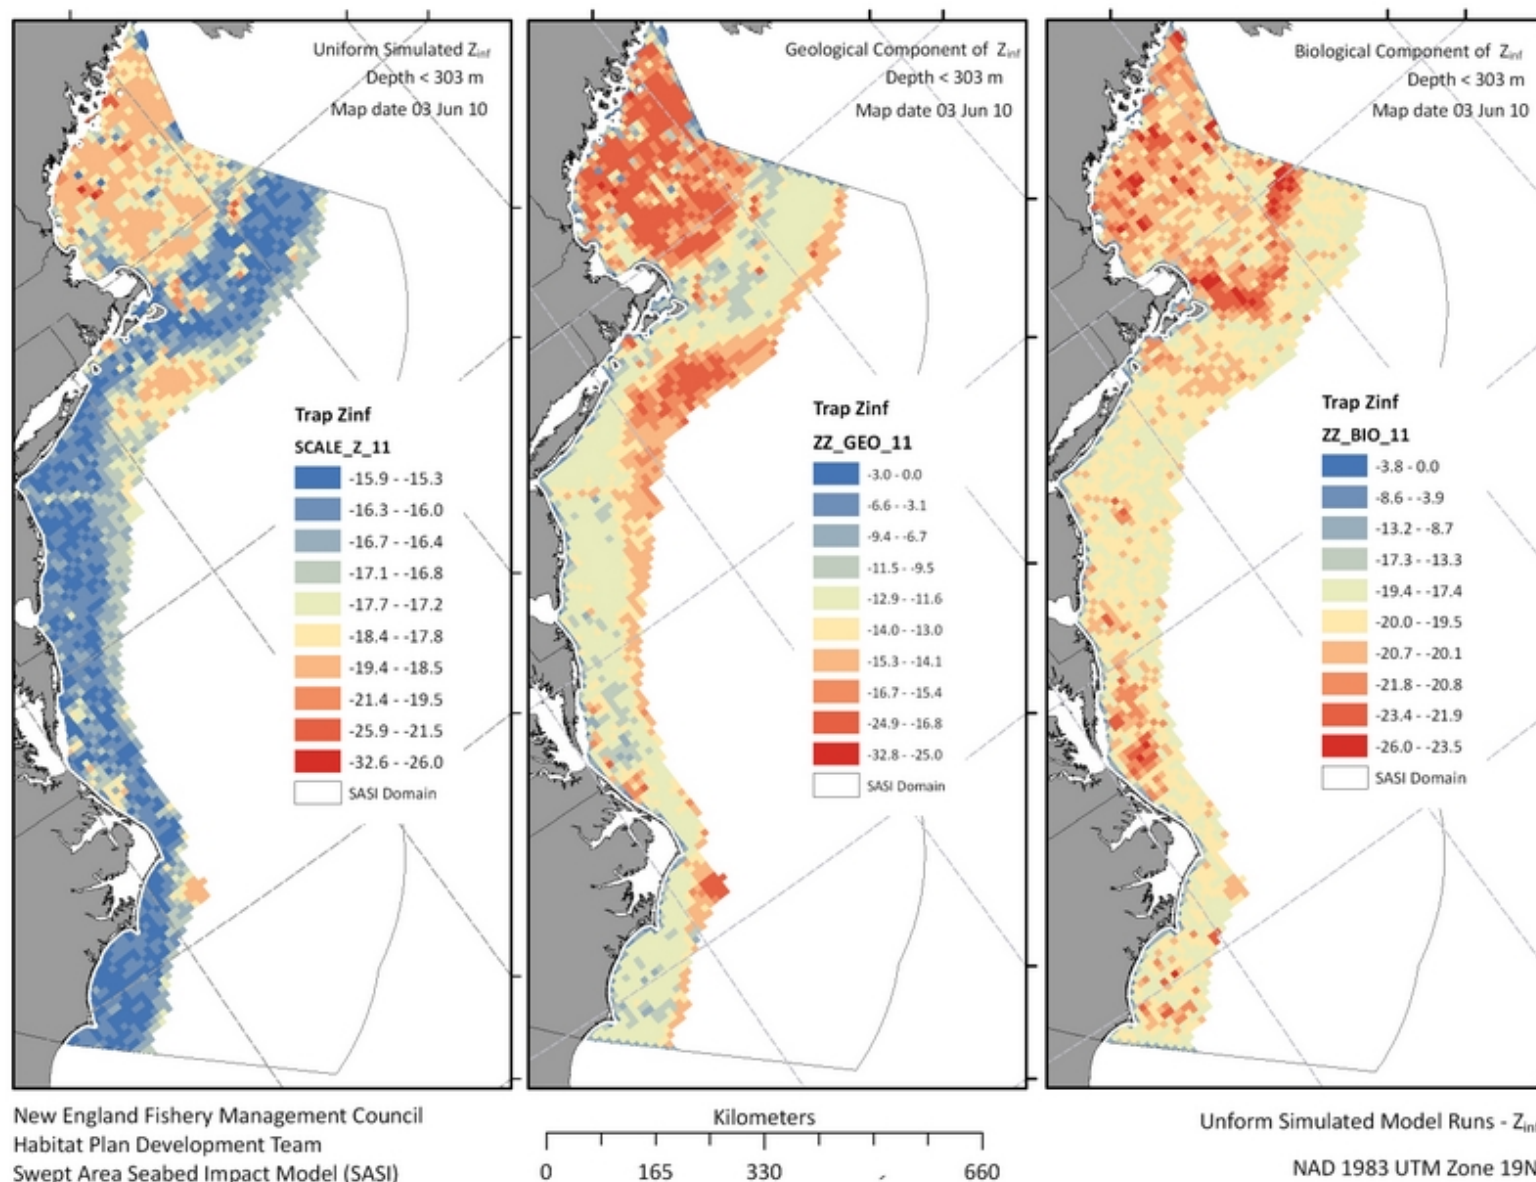 Uniform Simulated Zinf
Depth < 303 m
Map date 03 Jun 10
Trap Zinf
SCALE_Z_11
-15.9 - -15.3
-16.3 - -16.0
-16.7 - -16.4
-17.1 - -16.8
-17.7 - -17.2
-18.4 - -17.8
-19.4 - -18.5
-21.4 - -19.5
-25.9 - -21.5
-32.6 - -26.0
SASI Domain
Geological Component of Zinf
Depth < 303 m
Map date 03 Jun 10
Trap Zinf
ZZ_GEO_11
-3.0 - 0.0
-6.6 - -3.1
-9.4 - -6.7
-11.5 - -9.5
-12.9 - -11.6
-14.0 - -13.0
-15.3 - -14.1
-16.7 - -15.4
-24.9 - -16.8
-32.8 - -25.0
SASI Domain
Biological Component of Zinf
Depth < 303 m
Map date 03 Jun 10
Trap Zinf
ZZ_BIO_11
-3.8 - 0.0
-8.6 - -3.9
-13.2 - -8.7
-17.3 - -13.3
-19.4 - -17.4
-20.0 - -19.5
-20.7 - -20.1
-21.8 - -20.8
-23.4 - -21.9
-26.0 - -23.5
SASI Domain
New England Fishery Management Council
Habitat Plan Development Team
Swept Area Seabed Impact Model (SASI)
Kilometers
0 165 330 660
Unform Simulated Model Runs - Zinf
NAD 1983 UTM Zone 19N